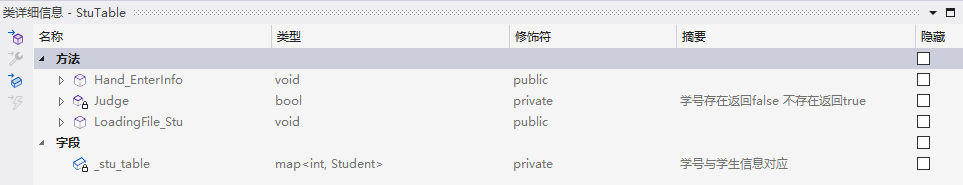 类详细信息 - StuTable
名称 类型 修饰符 摘要 隐藏
方法
Hand_EnterInfo void public
Judge bool private 学号存在返回false 不存在返回true
LoadingFile_Stu void public
字段
_stu_table map<int, Student> private 学号与学生信息对应